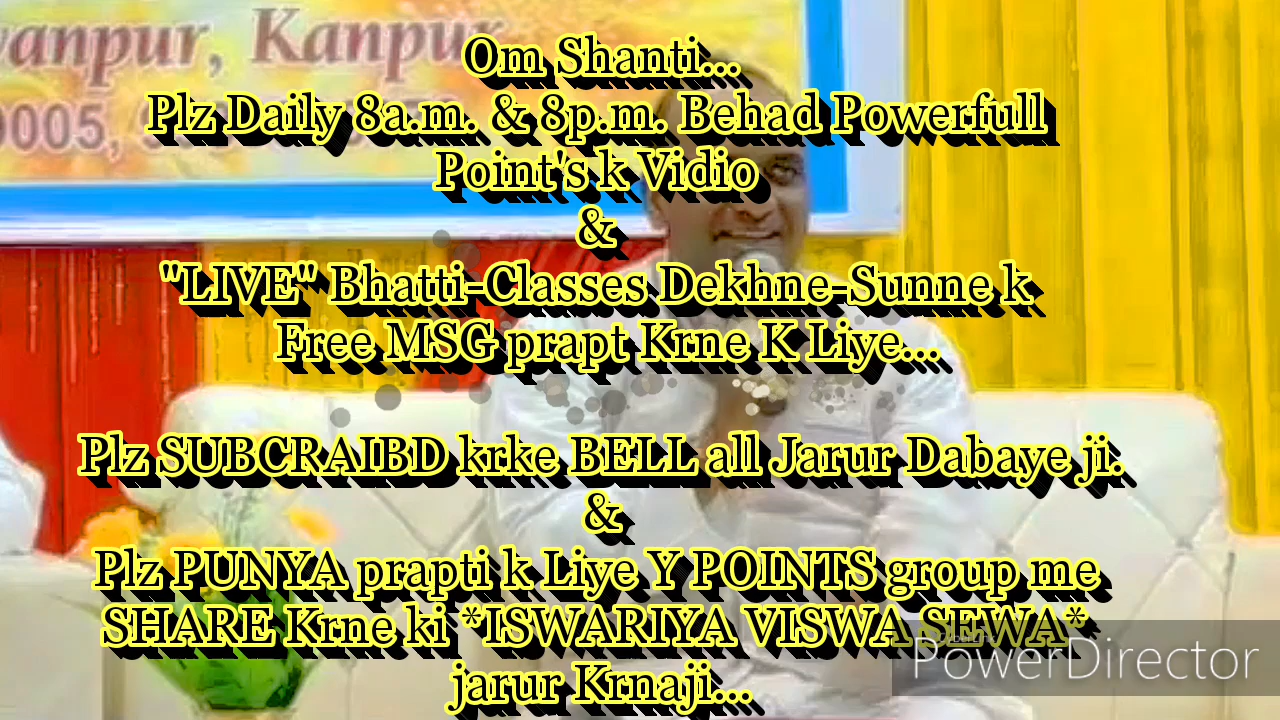 Kanpur
Om Shanti...
Plz Daily 8a.m. & 8p.m. Behad Powerfull
Point's k Vidio
&
"LIVE" Bhatti-Classes Dekhne-Sunne k
Free MSG prapt Krne K Liye...
Plz SUBCRAIBD krke BELL all Jarur Dabaye ji.
&
Plz PUNYA prapti k Liye Y POINTS group me
SHARE Krne ki *ISWARIYA VISWA SEWA*
jarur Krnaji...
CyberLink
PowerDirector